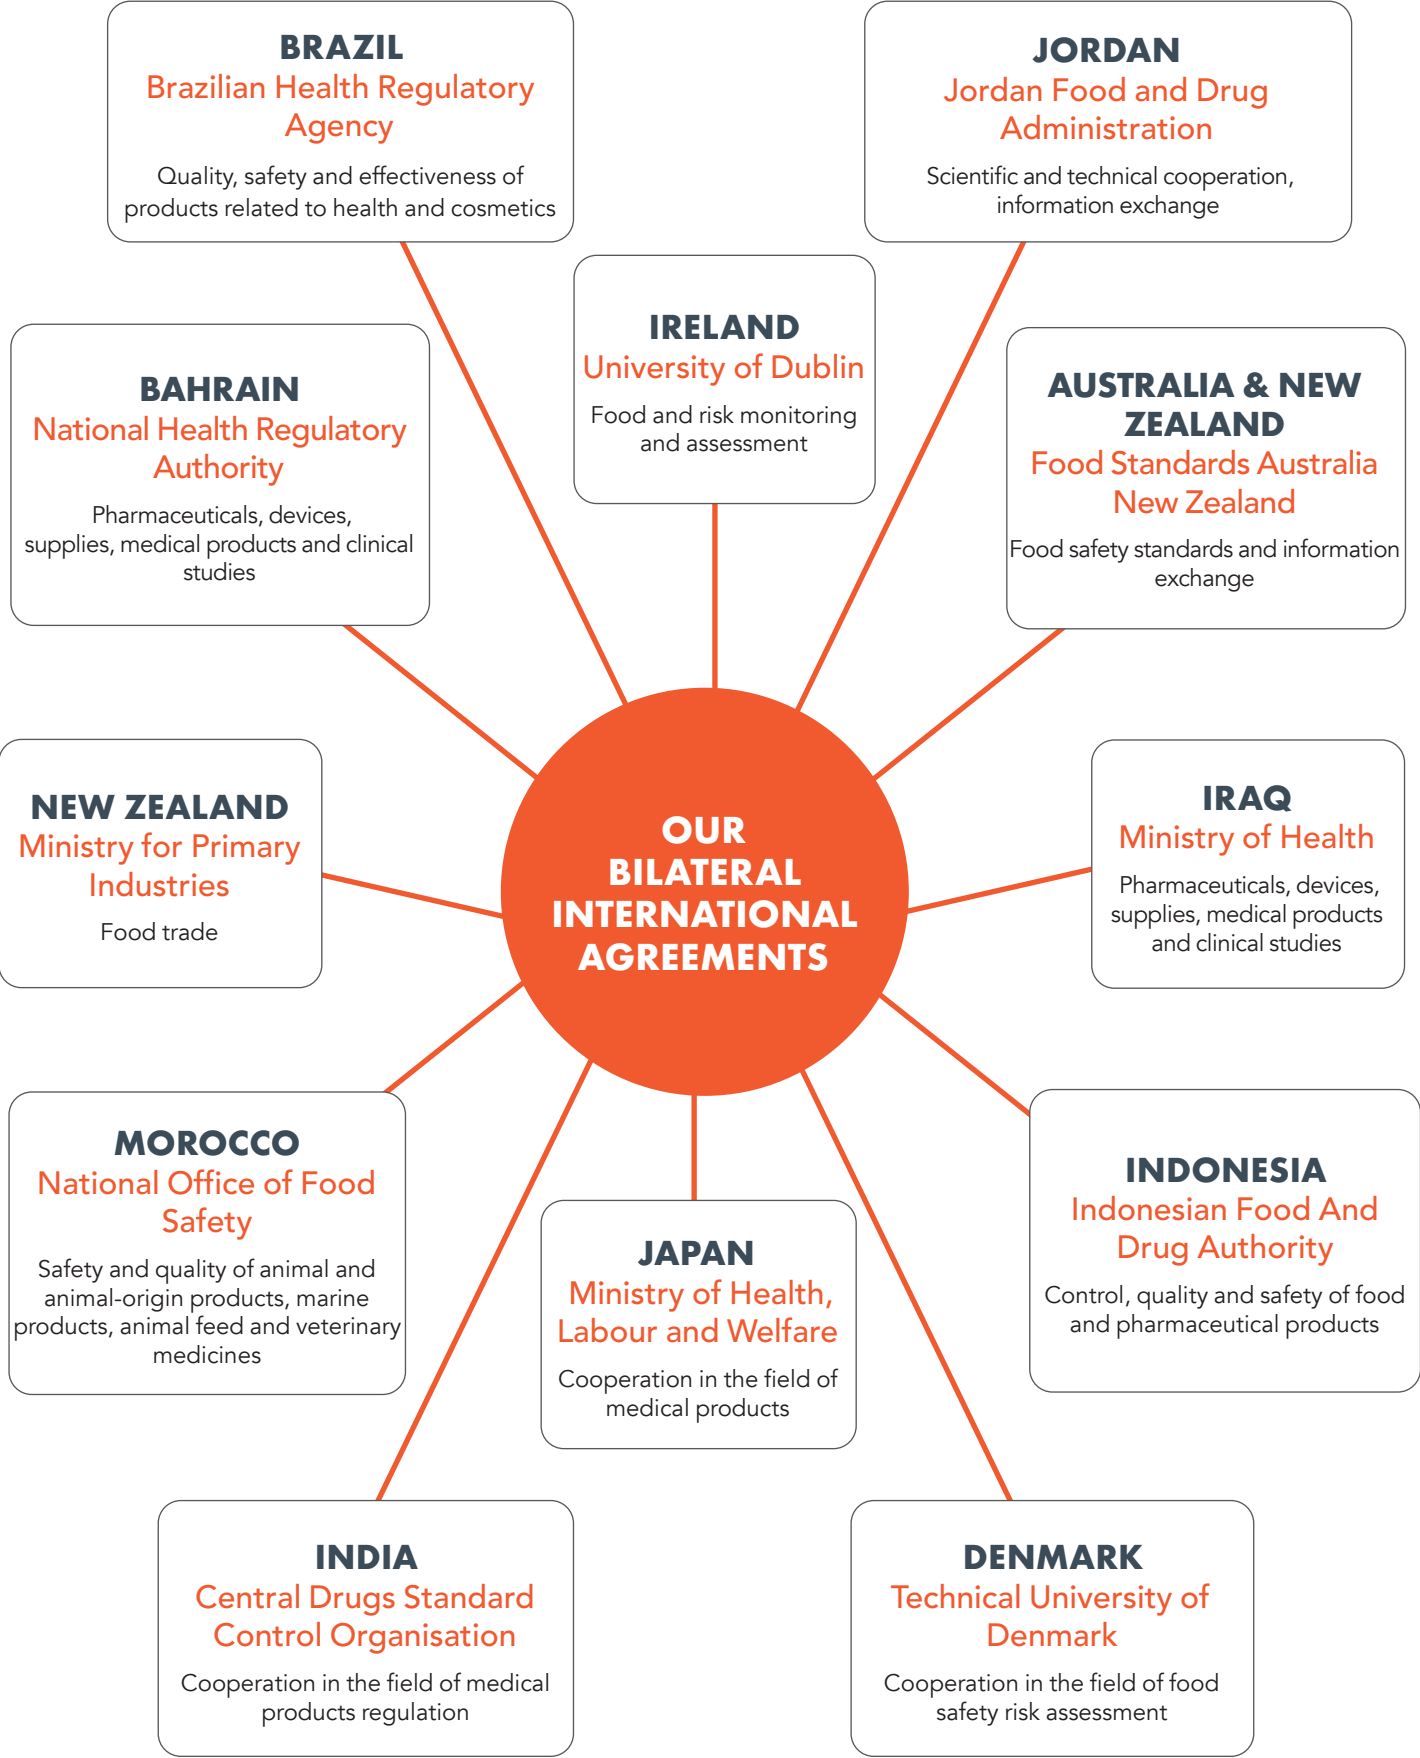 BRAZIL
Brazilian Health Regulatory
Agency
Quality, safety and effectiveness of
products related to health and cosmetics
JORDAN
Jordan Food and Drug
Administration
Scientific and technical cooperation,
information exchange
IRELAND
University of Dublin
Food and risk monitoring
and assessment
BAHRAIN
National Health Regulatory
Authority
Pharmaceuticals, devices,
supplies, medical products and clinical
studies
AUSTRALIA & NEW
ZEALAND
Food Standards Australia
New Zealand
Food safety standards and information
exchange
NEW ZEALAND
Ministry for Primary
Industries
Food trade
OUR
BILATERAL
INTERNATIONAL
AGREEMENTS
IRAQ
Ministry of Health
Pharmaceuticals, devices,
supplies, medical products
and clinical studies
MOROCCO
National Office of Food
Safety
Safety and quality of animal and
animal-origin products, marine
products, animal feed and veterinary
medicines
JAPAN
Ministry of Health,
Labour and Welfare
Cooperation in the field of
medical products
INDONESIA
Indonesian Food And
Drug Authority
Control, quality and safety of food
and pharmaceutical products
INDIA
Central Drugs Standard
Control Organisation
Cooperation in the field of medical
products regulation
DENMARK
Technical University of
Denmark
Cooperation in the field of food
safety risk assessment